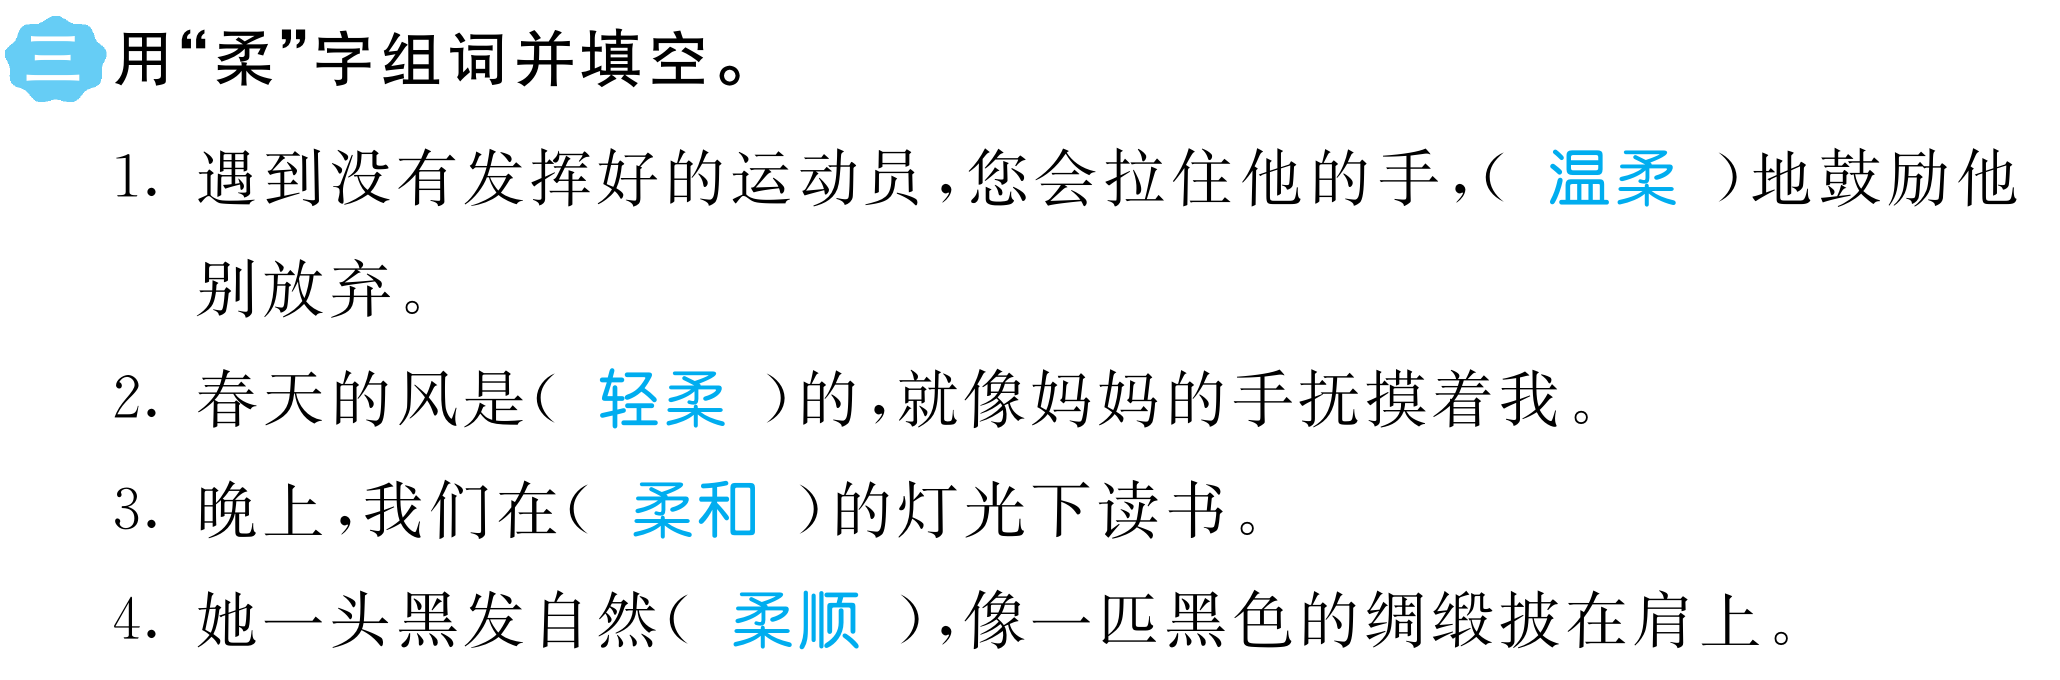 三 用“柔”字组词并填空。
1. 遇到没有发挥好的运动员,您会拉住他的手,( 温柔 )地鼓励他
别放弃。
2. 春天的风是( 轻柔 )的,就像妈妈的手抚摸着我。
3. 晚上,我们在( 柔和 )的灯光下读书。
4. 她一头黑发自然( 柔顺 ),像一匹黑色的绸缎披在肩上。